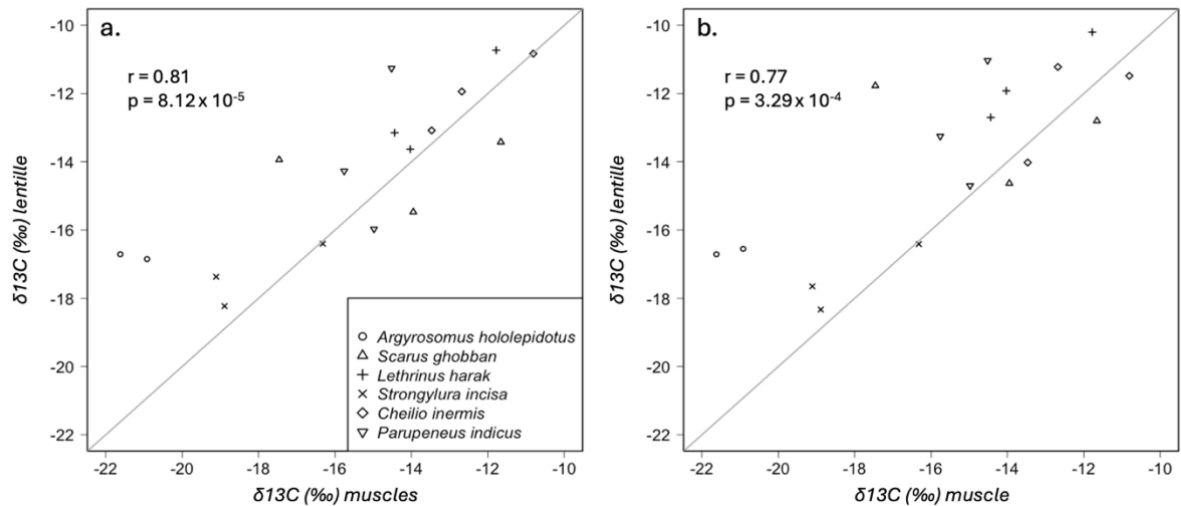 a.
r = 0.81
p = 8.12 x 10-5
δ13C (‰) lentille
-10
-12
-14
-16
-18
-20
-22
Argyrosomus hololepidotus
Scarus ghobban
Lethrinus harak
Strongylura incisa
Cheilio inermis
Parupeneus indicus
-22 -20 -18 -16 -14 -12 -10
δ13C (‰) muscles
b.
r = 0.77
p = 3.29 x 10-4
δ13C (‰) lentille
-10
-12
-14
-16
-18
-20
-22
-22 -20 -18 -16 -14 -12 -10
δ13C (‰) muscle